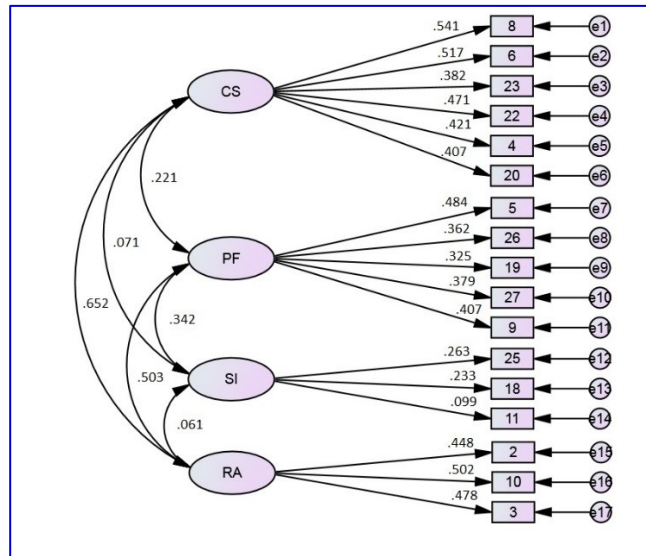 .541 8 e1
.517 6 e2
.382 23 e3
CS
.471 22 e4
.421 4 e5
.407 20 e6
.221
.484 5 e7
.071
.362 26 e8
PF
.325 19 e9
.379 27 e10
.652
.342
.407 9 e11
.263 25 e12
.503
SI
.233 18 e13
.061
.099 11 e14
.448 2 e15
RA
.502 10 e16
.478 3 e17